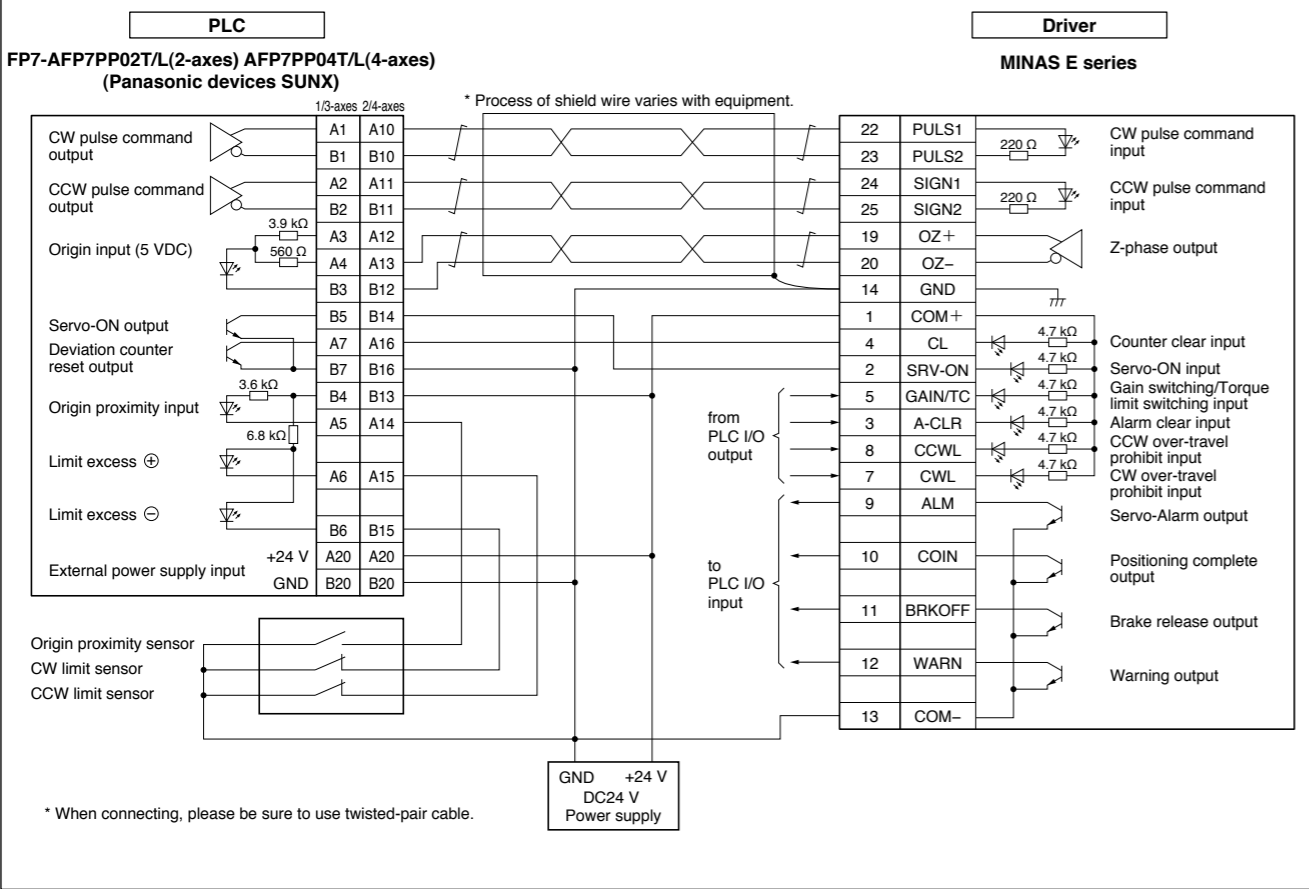 PLC
Driver
FP7-AFP7PP02T/L(2-axes) AFP7PP04T/L(4-axes)
(Panasonic devices SUNX)
MINAS E series
1/3-axes 2/4-axes
* Process of shield wire varies with equipment.
CW pulse command
output
A1 A10
B1 B10
22 PULS1
23 PULS2
220 Ω
CW pulse command
input
CCW pulse command
output
A2 A11
B2 B11
24 SIGN1
25 SIGN2
220 Ω
CCW pulse command
input
Origin input (5 VDC)
3.9 kΩ
560 Ω
A3 A12
A4 A13
B3 B12
19 OZ+
20 OZ−
Z-phase output
14 GND
Servo-ON output
B5 B14
1 COM+
Deviation counter
reset output
A7 A16
B7 B16
4 CL
4.7 kΩ
Counter clear input
2 SRV-ON
4.7 kΩ
Servo-ON input
Origin proximity input
3.6 kΩ
B4 B13
A5 A14
6.8 kΩ
from
PLC I/O
output
5 GAIN/TC
4.7 kΩ
Gain switching/Torque
limit switching input
3 A-CLR
4.7 kΩ
Alarm clear input
Limit excess ⊕
A6 A15
8 CCWL
4.7 kΩ
CCW over-travel
prohibit input
7 CWL
4.7 kΩ
CW over-travel
prohibit input
Limit excess ⊖
B6 B15
9 ALM
Servo-Alarm output
External power supply input
+24 V A20 A20
GND B20 B20
to
PLC I/O
input
10 COIN
Positioning complete
output
11 BRKOFF
Brake release output
12 WARN
Warning output
13 COM−
Origin proximity sensor
CW limit sensor
CCW limit sensor
GND +24 V
DC24 V
Power supply
* When connecting, please be sure to use twisted-pair cable.